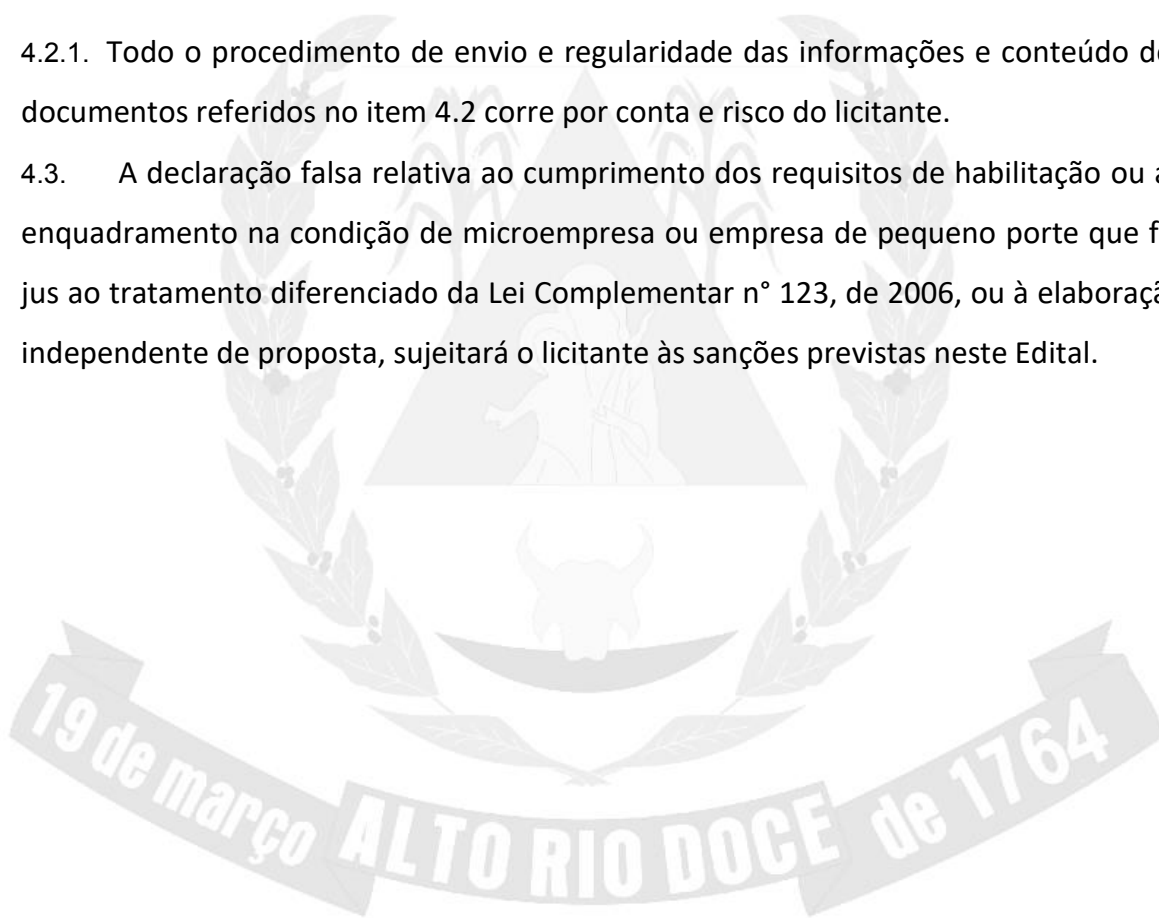 4.2.1. Todo o procedimento de envio e regularidade das informações e conteúdo d
documentos referidos no item 4.2 corre por conta e risco do licitante.
4.3. A declaração falsa relativa ao cumprimento dos requisitos de habilitação ou a
enquadramento na condição de microempresa ou empresa de pequeno porte que f
jus ao tratamento diferenciado da Lei Complementar n° 123, de 2006, ou à elaboraçã
independente de proposta, sujeitará o licitante às sanções previstas neste Edital.
19 de março ALTO RIO DOCE de 1764